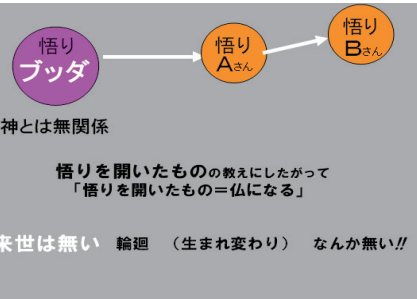 悟り
ブッダ
悟り
Aさん
悟り
Bさん
神とは無関係
悟りを開いたものの教えにしたがって
「悟りを開いたもの=仏になる」
来世は無い 輪廻 (生まれ変わり) なんか無い!!